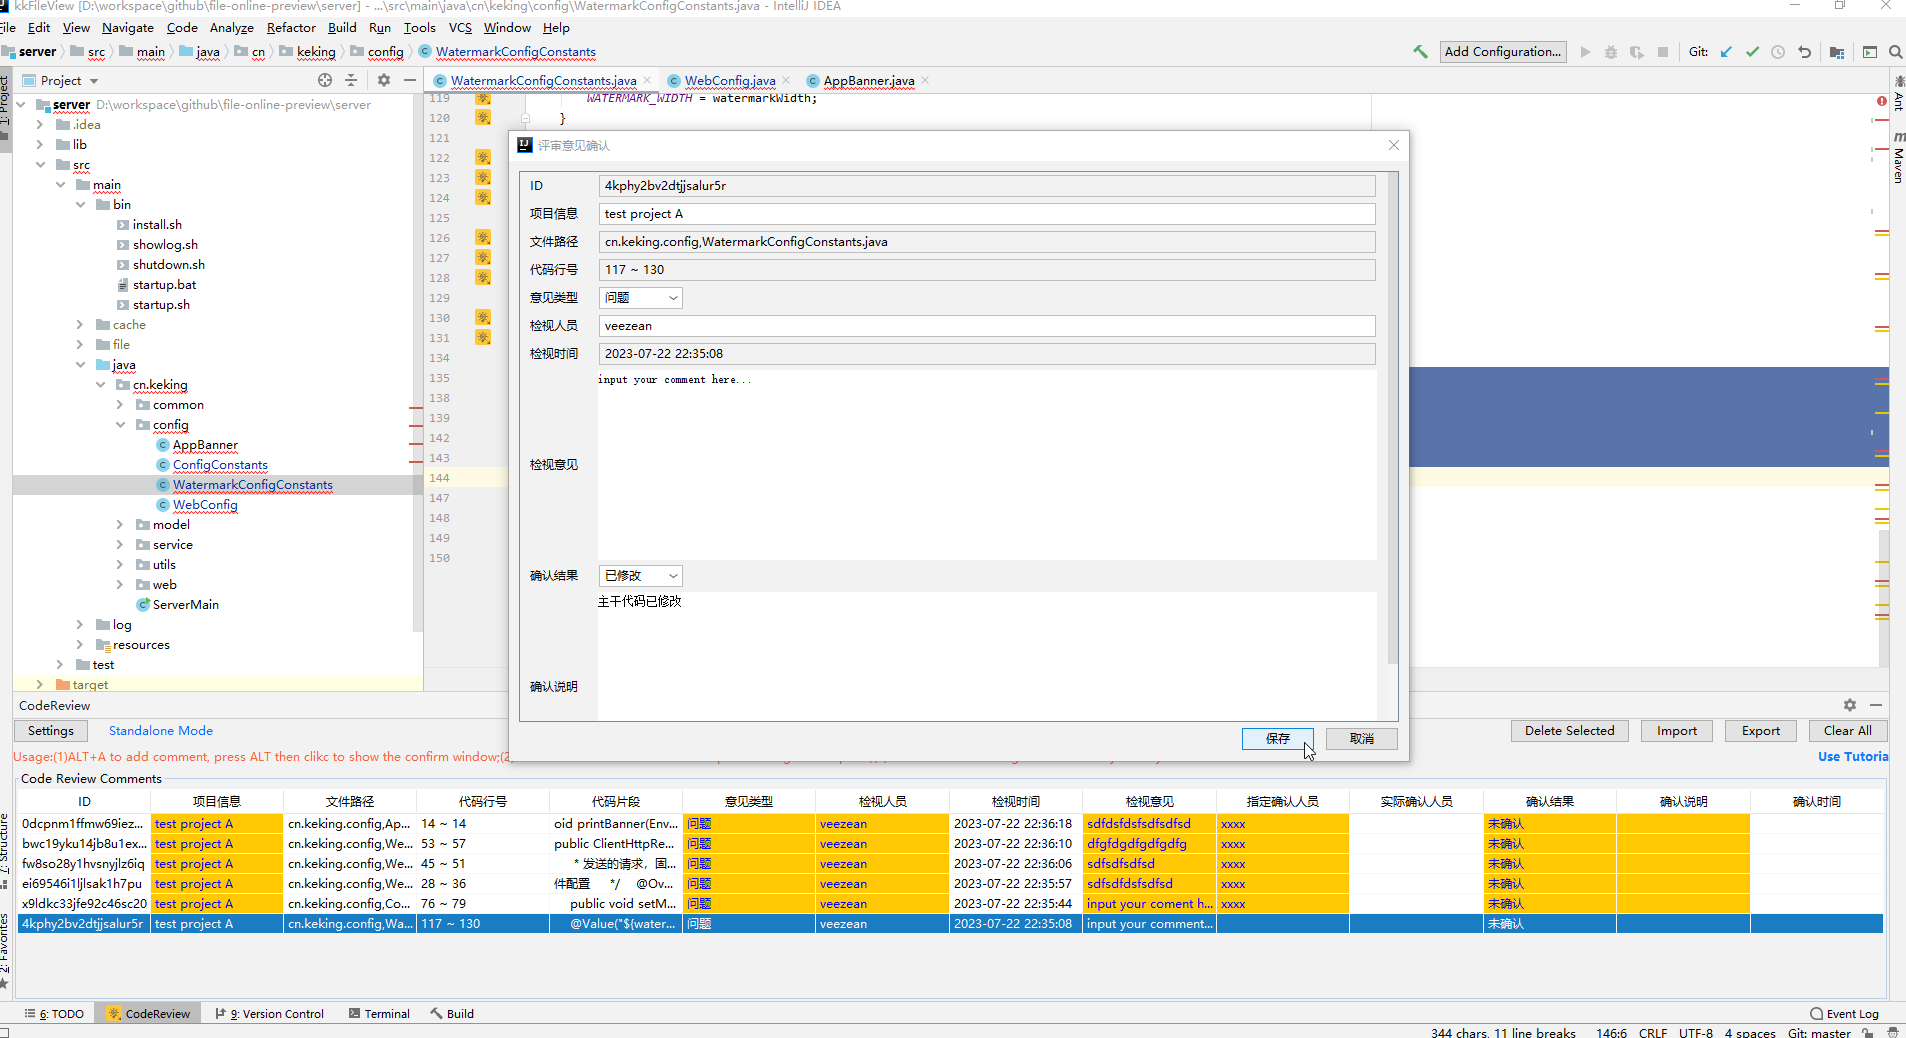 kkFileView [D:\workspace\github\file-online-preview\server] - ...\src\main\java\cn\keking\config\WatermarkConfigConstants.java - IntelliJ IDEA
File Edit View Navigate Code Analyze Refactor Build Run Tools VCS Window Help
server src main java cn keking config WatermarkConfigConstants
Add Configuration...
Git:
1: Project
Project
WatermarkConfigConstants.java
WebConfig.java
AppBanner.java
Ant
Maven
server D:\workspace\github\file-online-preview\server
.idea
lib
src
main
bin
install.sh
showlog.sh
shutdown.sh
startup.bat
startup.sh
cache
file
java
cn.keking
common
config
AppBanner
ConfigConstants
WatermarkConfigConstants
WebConfig
model
service
utils
web
ServerMain
log
resources
test
target
119 WATERMARK_WIDTH = watermarkWidth;
120 }
121
122
123
124
125
126
127
128
129
130
131
134
135
138
139
142
143
144
147
148
149
150
评审意见确认
ID 4kphy2bv2dtjjsalur5r
项目信息 test project A
文件路径 cn.keking.config,WatermarkConfigConstants.java
代码行号 117 ~ 130
意见类型 问题
检视人员 veezean
检视时间 2023-07-22 22:35:08
检视意见 input your comment here...
确认结果 已修改
确认说明 主干代码已修改
保存 取消
CodeReview
Settings Standalone Mode Delete Selected Import Export Clear All
Usage:(1)ALT+A to add comment, press ALT then clikc to show the confirm window;(2
Use Tutoria
Code Review Comments
ID 项目信息 文件路径 代码行号 代码片段 意见类型 检视人员 检视时间 检视意见 指定确认人员 实际确认人员 确认结果 确认说明 确认时间
0dcpnm1ffmw69iez... test project A cn.keking.config,Ap... 14 ~ 14 oid printBanner(Env... 问题 veezean 2023-07-22 22:36:18 sdfdsfdsfsdfsdfsd xxxx 未确认
bwc19yku14jb8u1ex... test project A cn.keking.config,We... 53 ~ 57 public ClientHttpRe... 问题 veezean 2023-07-22 22:36:10 dfgfdgdfgdfgdfg xxxx 未确认
fw8so28y1hvsnyjlz6iq test project A cn.keking.config,We... 45 ~ 51 * 发送的请求，固... 问题 veezean 2023-07-22 22:36:06 sdfsdfsdfsd xxxx 未确认
ei69546i1ljlsak1h7pu test project A cn.keking.config,We... 28 ~ 36 件配置 */ @Ov... 问题 veezean 2023-07-22 22:35:57 sdfsdfdsfsdfsd xxxx 未确认
x9ldkc33jfe92c46sc20 test project A cn.keking.config,Co... 76 ~ 79 public void setM... 问题 veezean 2023-07-22 22:35:44 input your coment h... xxxx 未确认
4kphy2bv2dtjjsalur5r test project A cn.keking.config,Wa... 117 ~ 130 @Value("${water... 问题 veezean 2023-07-22 22:35:08 input your comment... 未确认
7: Structure
2: Favorites
6: TODO CodeReview 9: Version Control Terminal Build Event Log
344 chars, 11 line breaks 146:6 CRLF UTF-8 4 spaces Git: master